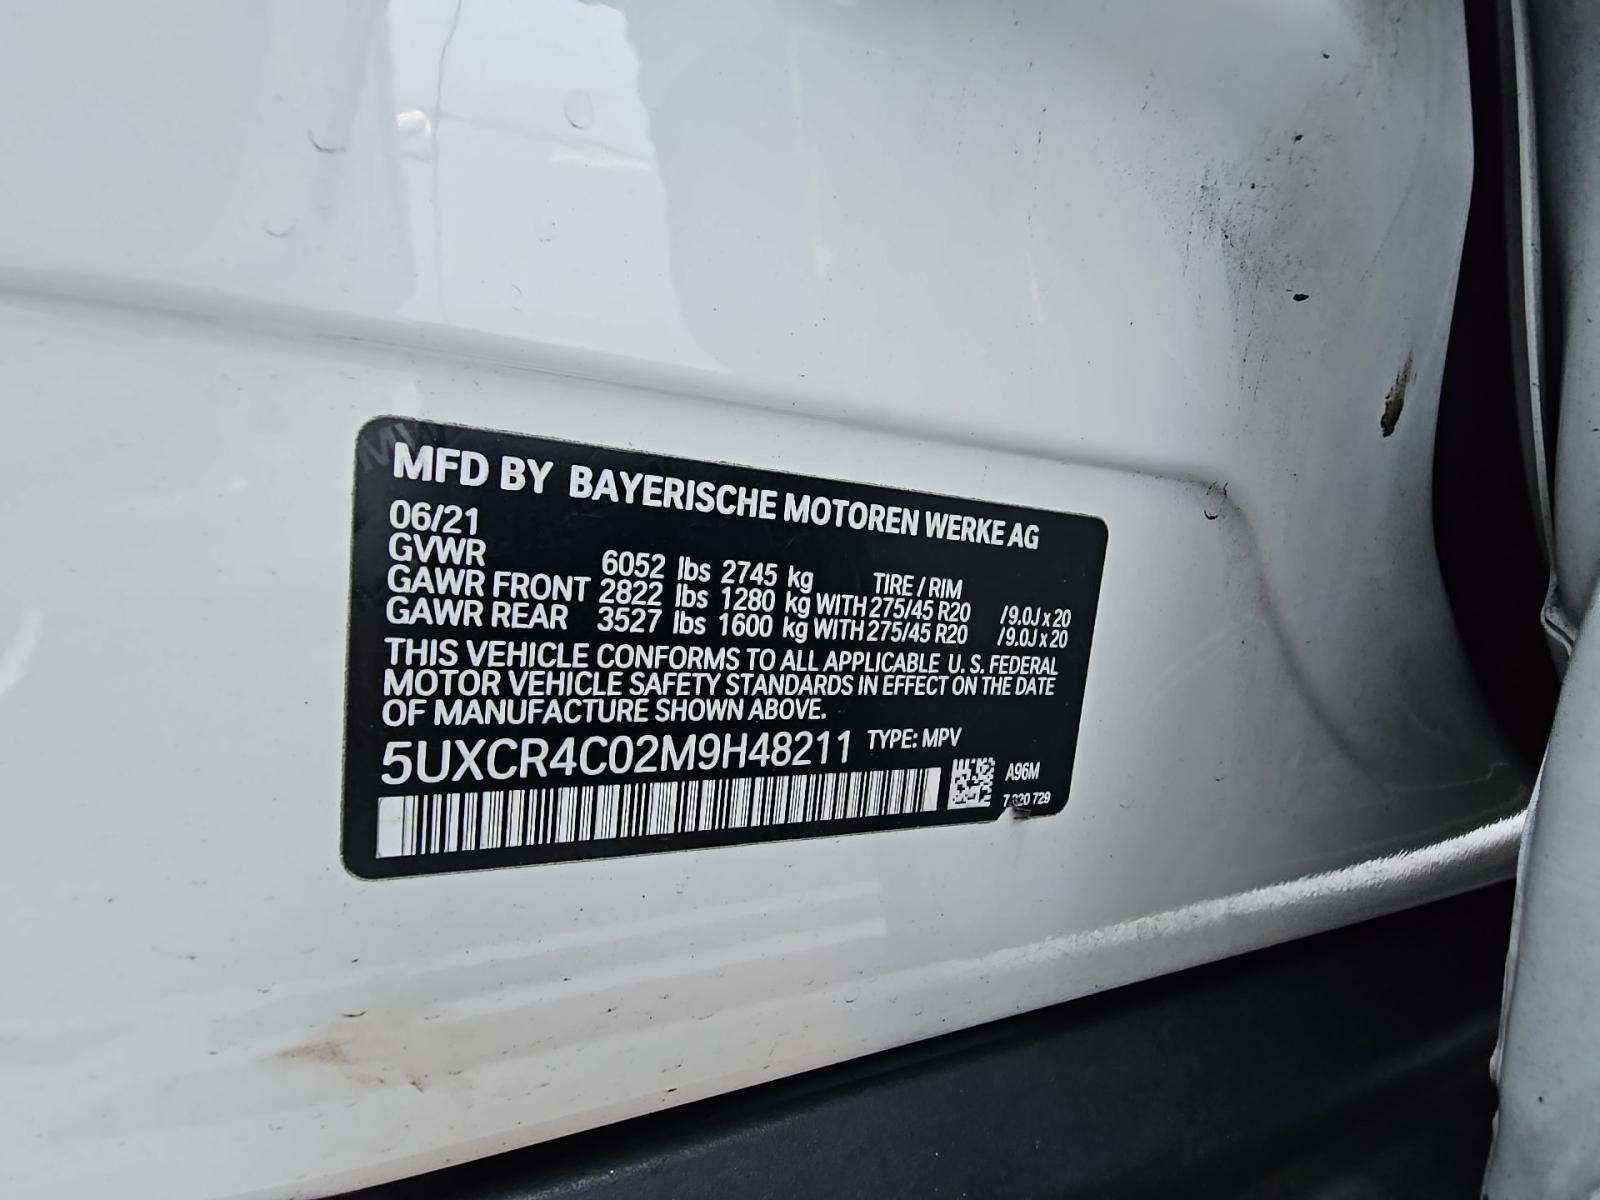 MFD BY BAYERISCHE MOTOREN WERKE AG
06/21
GVWR 6052 lbs 2745 kg TIRE / RIM
GAWR FRONT 2822 lbs 1280 kg WITH 275/45 R20 /9.0J x 20
GAWR REAR 3527 lbs 1600 kg WITH 275/45 R20 /9.0J x 20
THIS VEHICLE CONFORMS TO ALL APPLICABLE U. S. FEDERAL
MOTOR VEHICLE SAFETY STANDARDS IN EFFECT ON THE DATE
OF MANUFACTURE SHOWN ABOVE.
5UXCR4C02M9H48211 TYPE: MPV
A96M
729